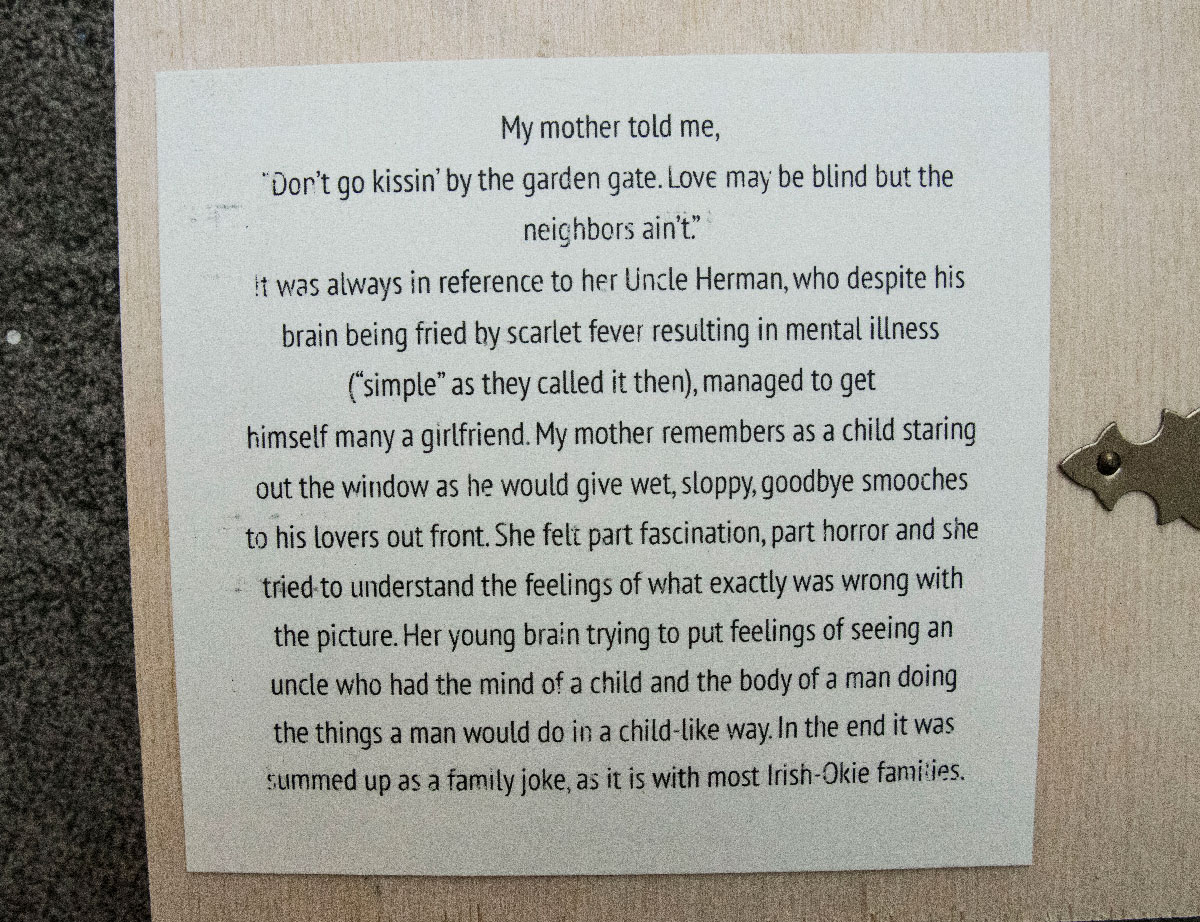 My mother told me,
"Don't go kissin' by the garden gate. Love may be blind but the
neighbors ain't."
It was always in reference to her Uncle Herman, who despite his
brain being fried by scarlet fever resulting in mental illness
("simple" as they called it then), managed to get
himself many a girlfriend. My mother remembers as a child staring
out the window as he would give wet, sloppy, goodbye smooches
to his lovers out front. She felt part fascination, part horror and she
tried to understand the feelings of what exactly was wrong with
the picture. Her young brain trying to put feelings of seeing an
uncle who had the mind of a child and the body of a man doing
the things a man would do in a child-like way. In the end it was
summed up as a family joke, as it is with most Irish-Okie families.